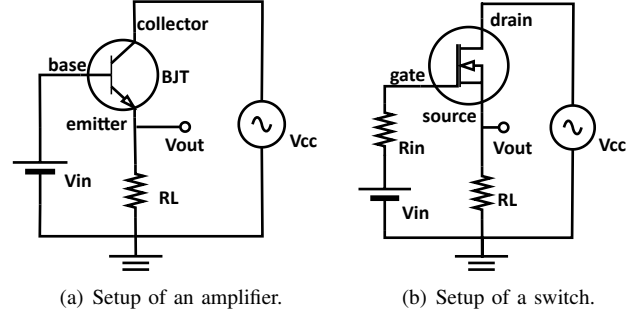 collector
base
BJT
emitter
Vout
Vcc
Vin
RL
(a) Setup of an amplifier.
drain
gate
source
Vout
Rin
Vcc
Vin
RL
(b) Setup of a switch.